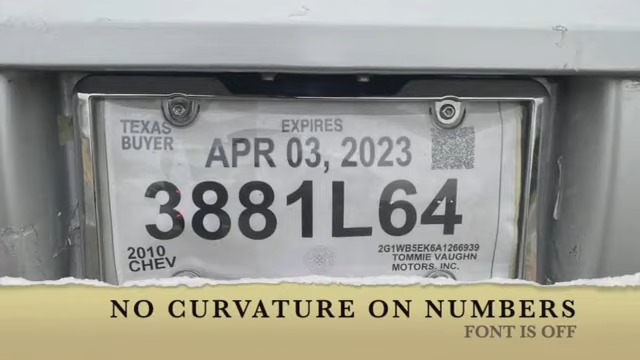 TEXAS
BUYER
EXPIRES
APR 03, 2023
3881L64
2010
CHEV
2G1WB5EK6A1266939
TOMMIE VAUGHN
MOTORS, INC.
NO CURVATURE ON NUMBERS
FONT IS OFF